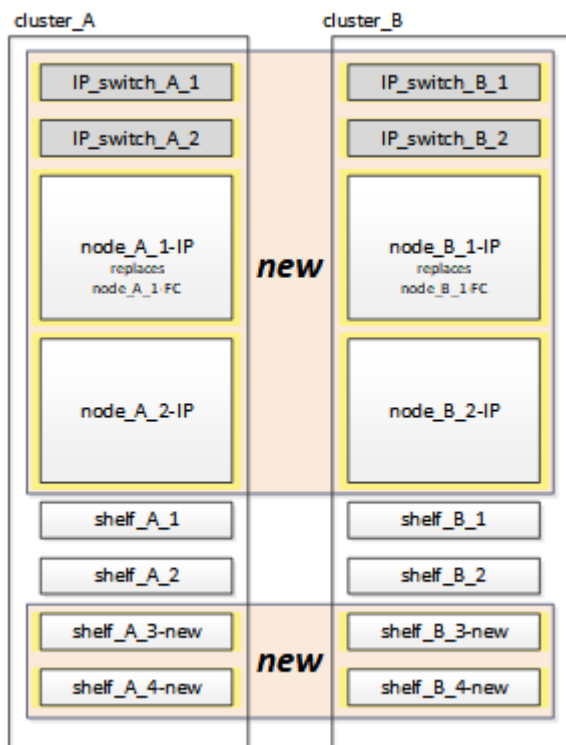 cluster_A
cluster_B
IP_switch_A_1
IP_switch_B_1
IP_switch_A_2
IP_switch_B_2
node_A_1-IP
replaces
node_A_1-FC
new
node_B_1-IP
replaces
node_B_1-FC
node_A_2-IP
node_B_2-IP
shelf_A_1
shelf_B_1
shelf_A_2
shelf_B_2
shelf_A_3-new
shelf_B_3-new
new
shelf_A_4-new
shelf_B_4-new